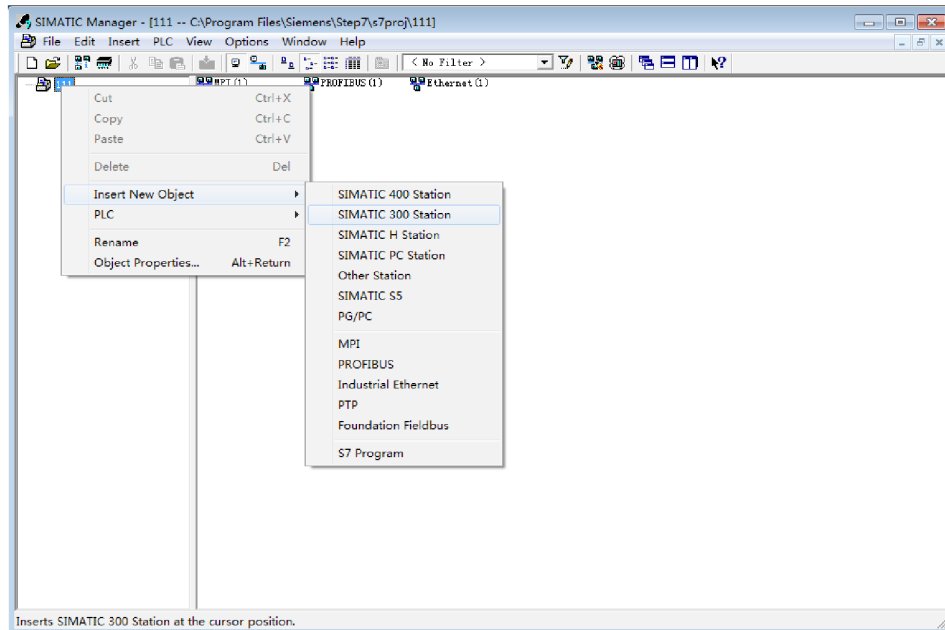 SIMATIC Manager - [111 -- C:\Program Files\Siemens\Step7\s7proj\111]
File Edit Insert PLC View Options Window Help
< No Filter >
111 MPI(1) PROFIBUS(1) Ethernet(1)
Cut Ctrl+X
Copy Ctrl+C
Paste Ctrl+V
Delete Del
Insert New Object
PLC
Rename F2
Object Properties... Alt+Return
SIMATIC 400 Station
SIMATIC 300 Station
SIMATIC H Station
SIMATIC PC Station
Other Station
SIMATIC S5
PG/PC
MPI
PROFIBUS
Industrial Ethernet
PTP
Foundation Fieldbus
S7 Program
Inserts SIMATIC 300 Station at the cursor position.